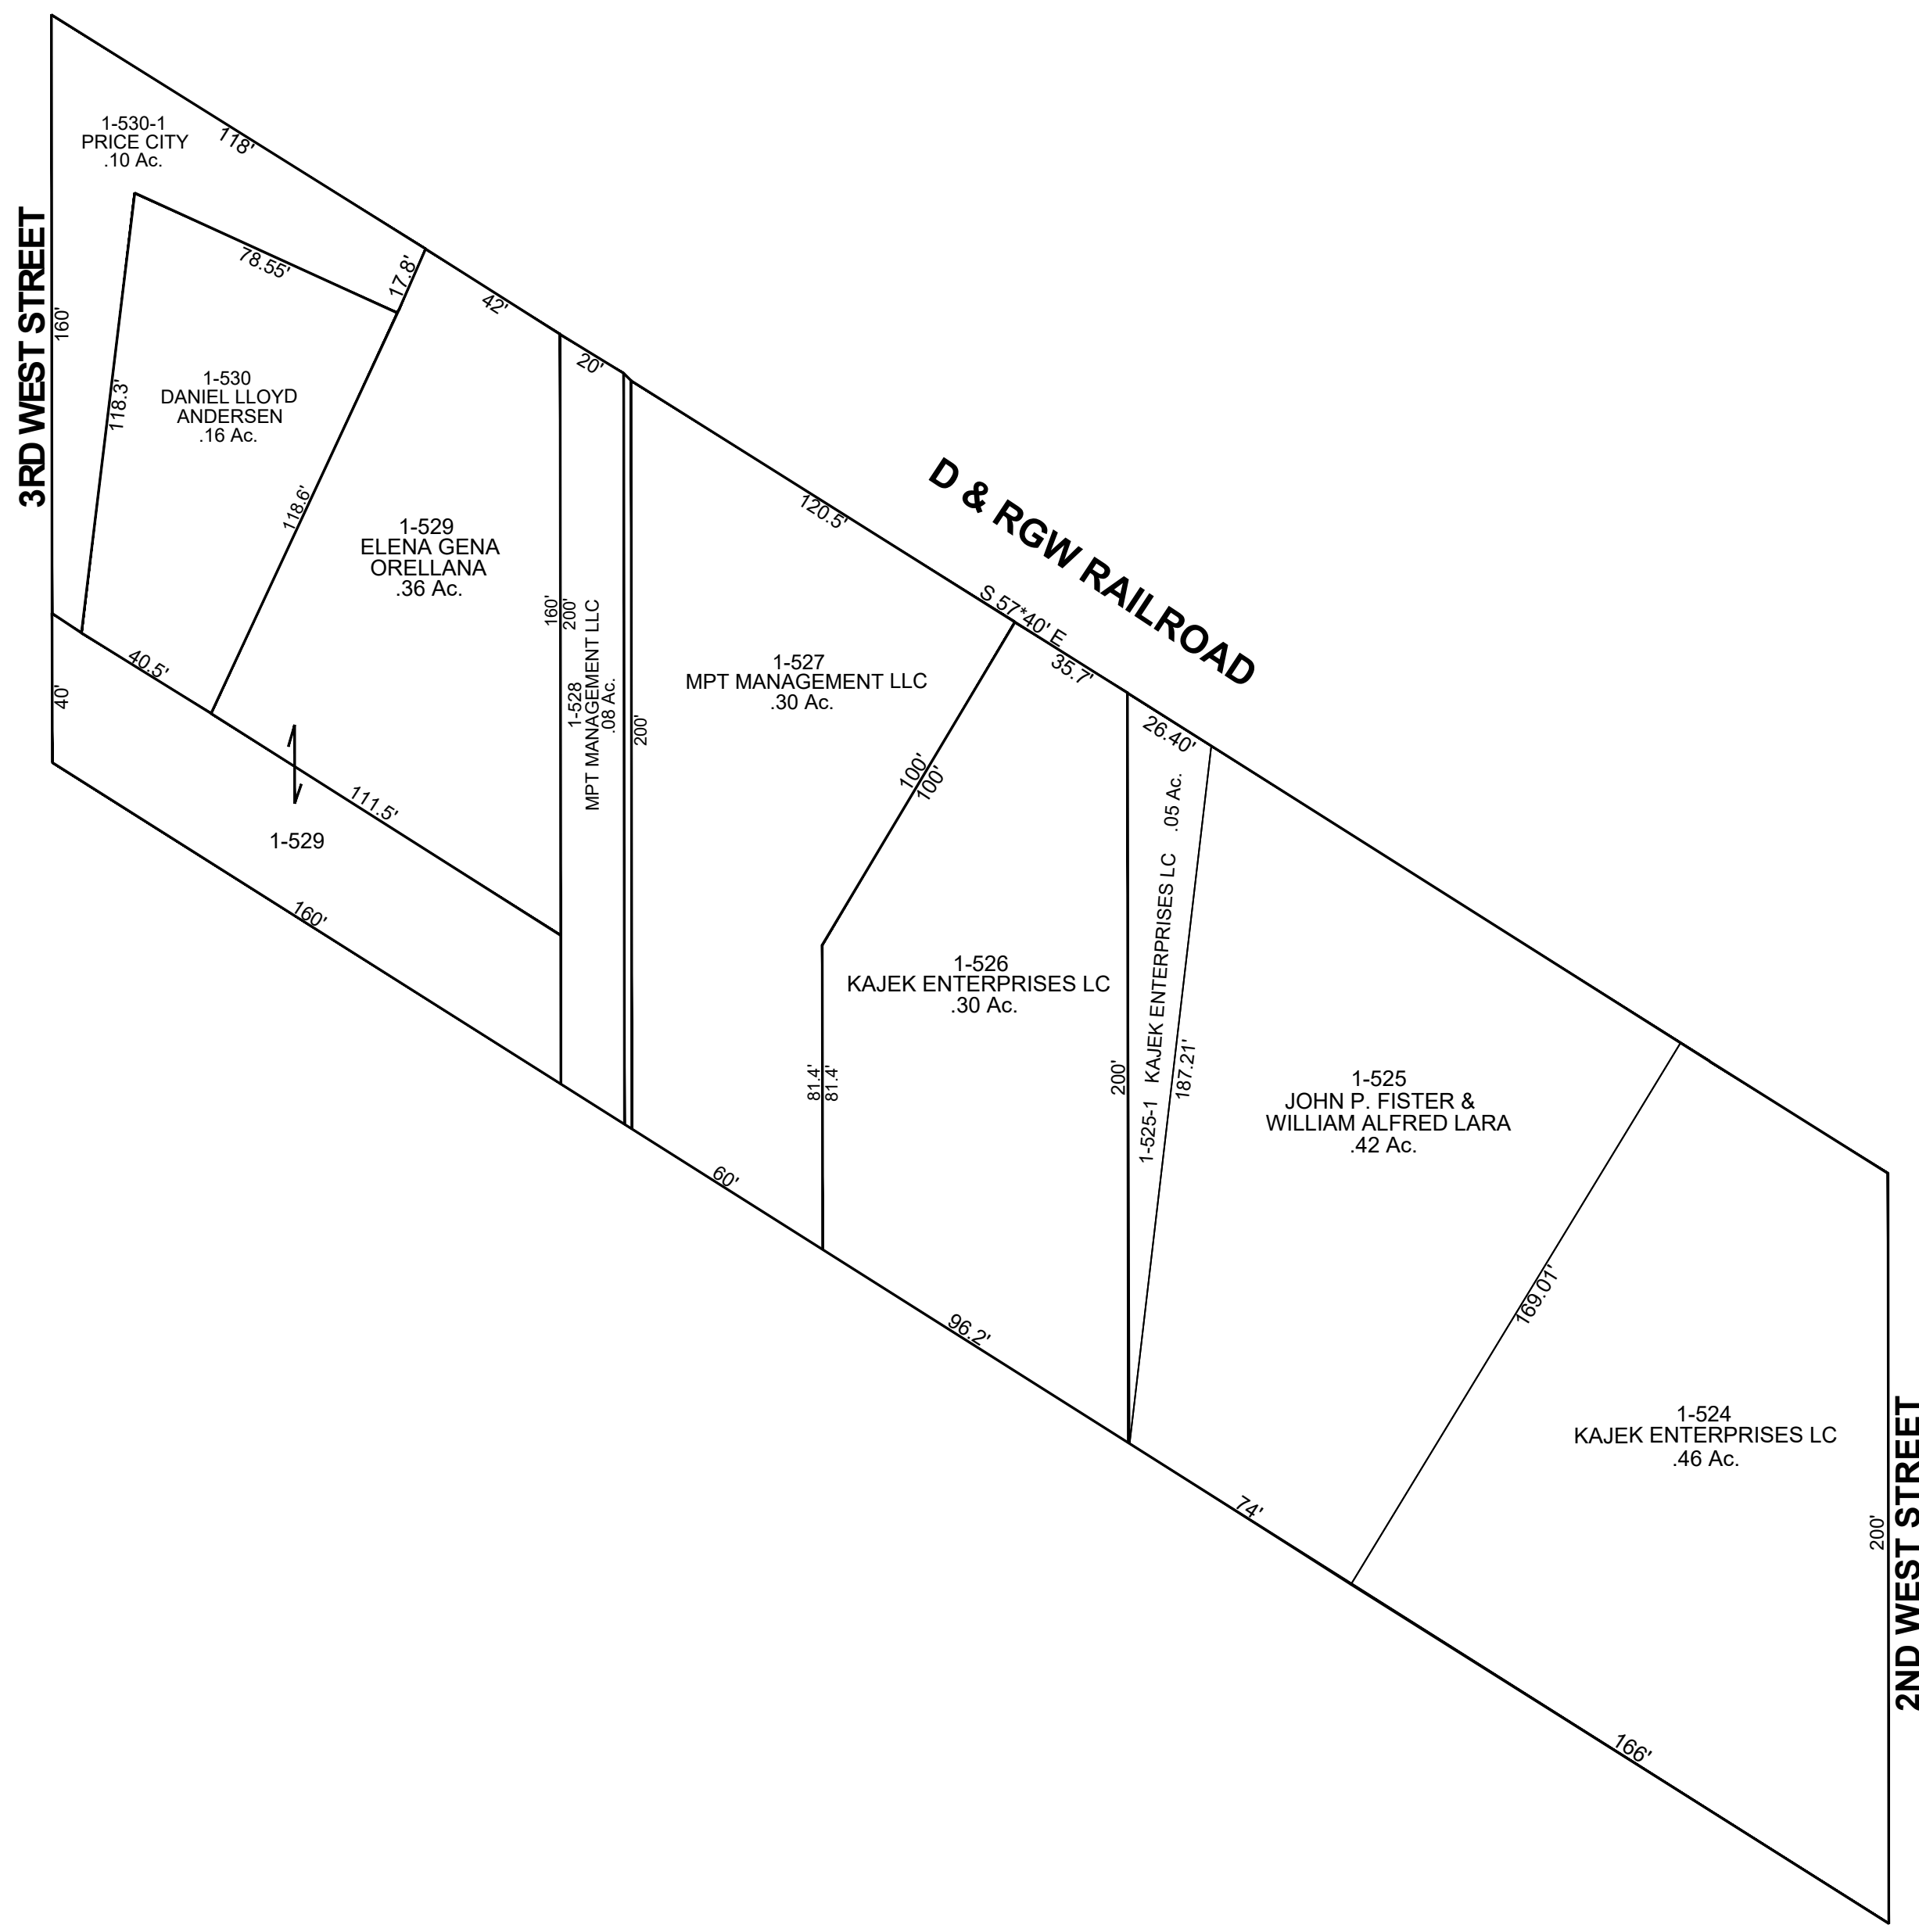 1-530-1
PRICE CITY
.10 Ac.
118'
3RD WEST STREET
160'
78.55'
17.8'
42'
20'
118.3'
1-530
DANIEL LLOYD
ANDERSEN
.16 Ac.
118.6'
1-529
ELENA GENA
ORELLANA
.36 Ac.
160'
200'
1-528
MPT MANAGEMENT LLC
.08 Ac.
200'
120.5'
D & RGW RAILROAD
S 57*40' E
35.7'
1-527
MPT MANAGEMENT LLC
.30 Ac.
100'
100'
26.40'
40.5'
40'
111.5'
1-529
160'
1-526
KAJEK ENTERPRISES LC
.30 Ac.
81.4'
81.4'
200'
1-525-1 KAJEK ENTERPRISES LC .05 Ac.
187.21'
1-525
JOHN P. FISTER &
WILLIAM ALFRED LARA
.42 Ac.
60'
96.2'
169.01'
1-524
KAJEK ENTERPRISES LC
.46 Ac.
74'
200'
2ND WEST STREET
166'